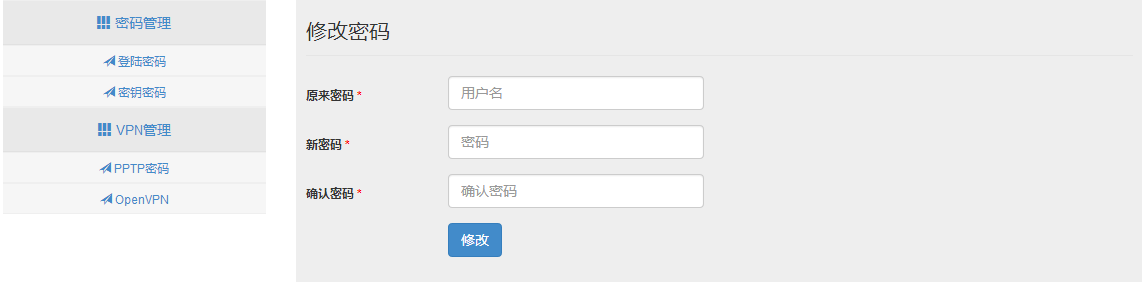 密码管理
登陆密码
密钥密码
VPN管理
PPTP密码
OpenVPN
修改密码
原来密码 *
用户名
新密码 *
密码
确认密码 *
确认密码
修改